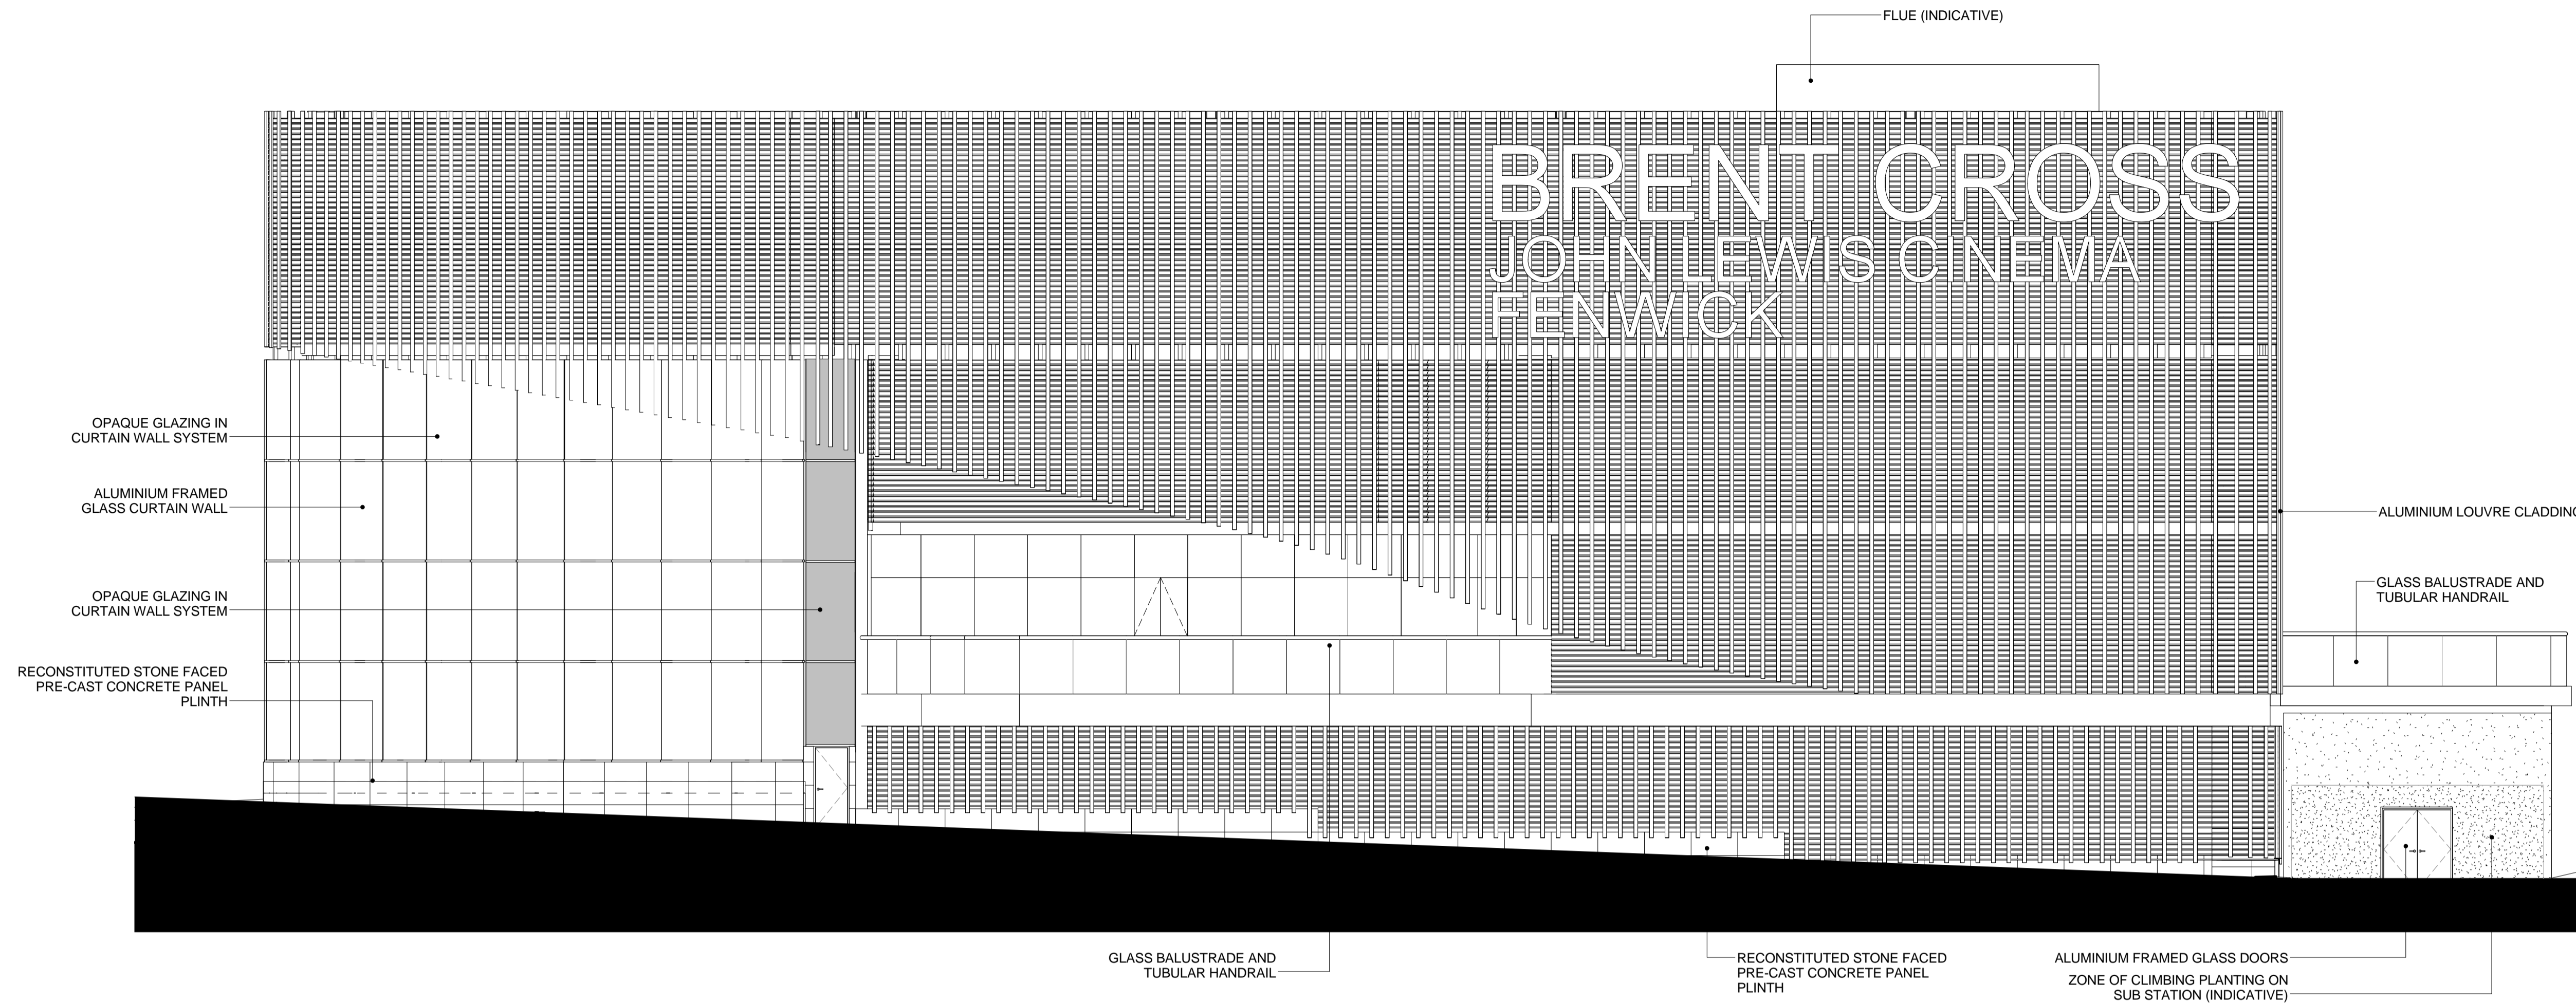 FLUE (INDICATIVE)
BRENT CROSS
JOHN LEWIS CINEMA
FENWICK
OPAQUE GLAZING IN
CURTAIN WALL SYSTEM
ALUMINIUM FRAMED
GLASS CURTAIN WALL
ALUMINIUM LOUVRE CLADDING
OPAQUE GLAZING IN
CURTAIN WALL SYSTEM
GLASS BALUSTRADE AND
TUBULAR HANDRAIL
RECONSTITUTED STONE FACED
PRE-CAST CONCRETE PANEL
PLINTH
GLASS BALUSTRADE AND
TUBULAR HANDRAIL
RECONSTITUTED STONE FACED
PRE-CAST CONCRETE PANEL
PLINTH
ALUMINIUM FRAMED GLASS DOORS
ZONE OF CLIMBING PLANTING ON
SUB STATION (INDICATIVE)